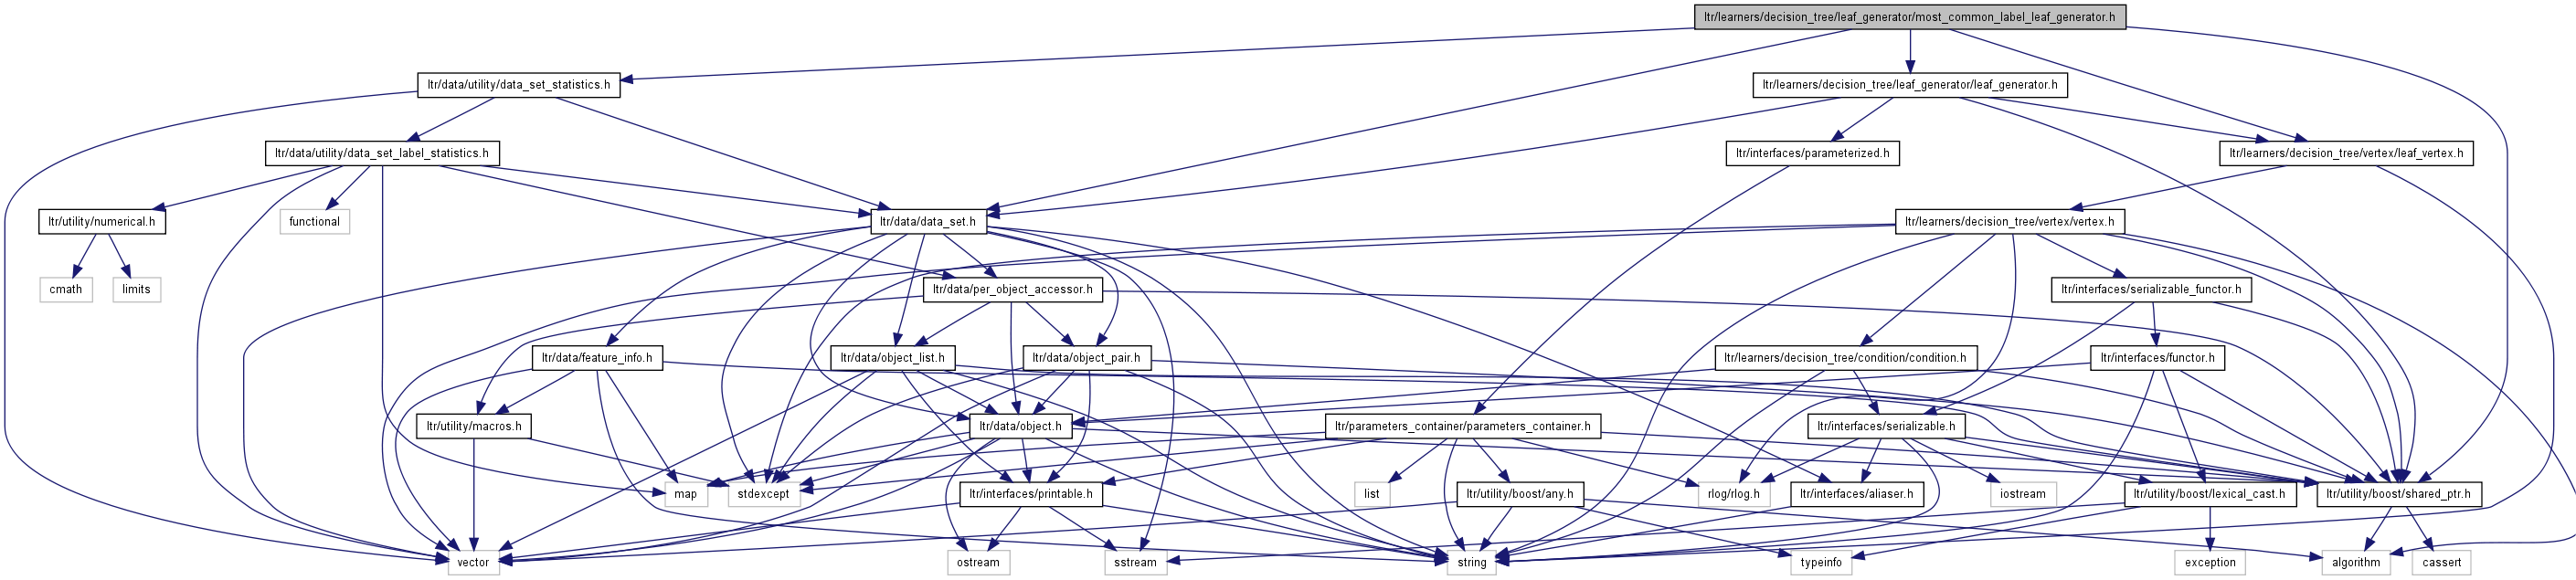 ltr/learners/decision_tree/leaf_generator/most_common_label_leaf_generator.h
ltr/data/utility/data_set_statistics.h
ltr/learners/decision_tree/leaf_generator/leaf_generator.h
ltr/data/utility/data_set_label_statistics.h
ltr/interfaces/parameterized.h
ltr/learners/decision_tree/vertex/leaf_vertex.h
ltr/utility/numerical.h
functional
ltr/data/data_set.h
ltr/learners/decision_tree/vertex/vertex.h
cmath
limits
ltr/data/per_object_accessor.h
ltr/interfaces/serializable_functor.h
ltr/data/feature_info.h
ltr/data/object_list.h
ltr/data/object_pair.h
ltr/learners/decision_tree/condition/condition.h
ltr/interfaces/functor.h
ltr/utility/macros.h
ltr/data/object.h
ltr/parameters_container/parameters_container.h
ltr/interfaces/serializable.h
map
stdexcept
ltr/interfaces/printable.h
list
ltr/utility/boost/any.h
rlog/rlog.h
ltr/interfaces/aliaser.h
iostream
ltr/utility/boost/lexical_cast.h
ltr/utility/boost/shared_ptr.h
vector
ostream
sstream
string
typeinfo
exception
algorithm
cassert